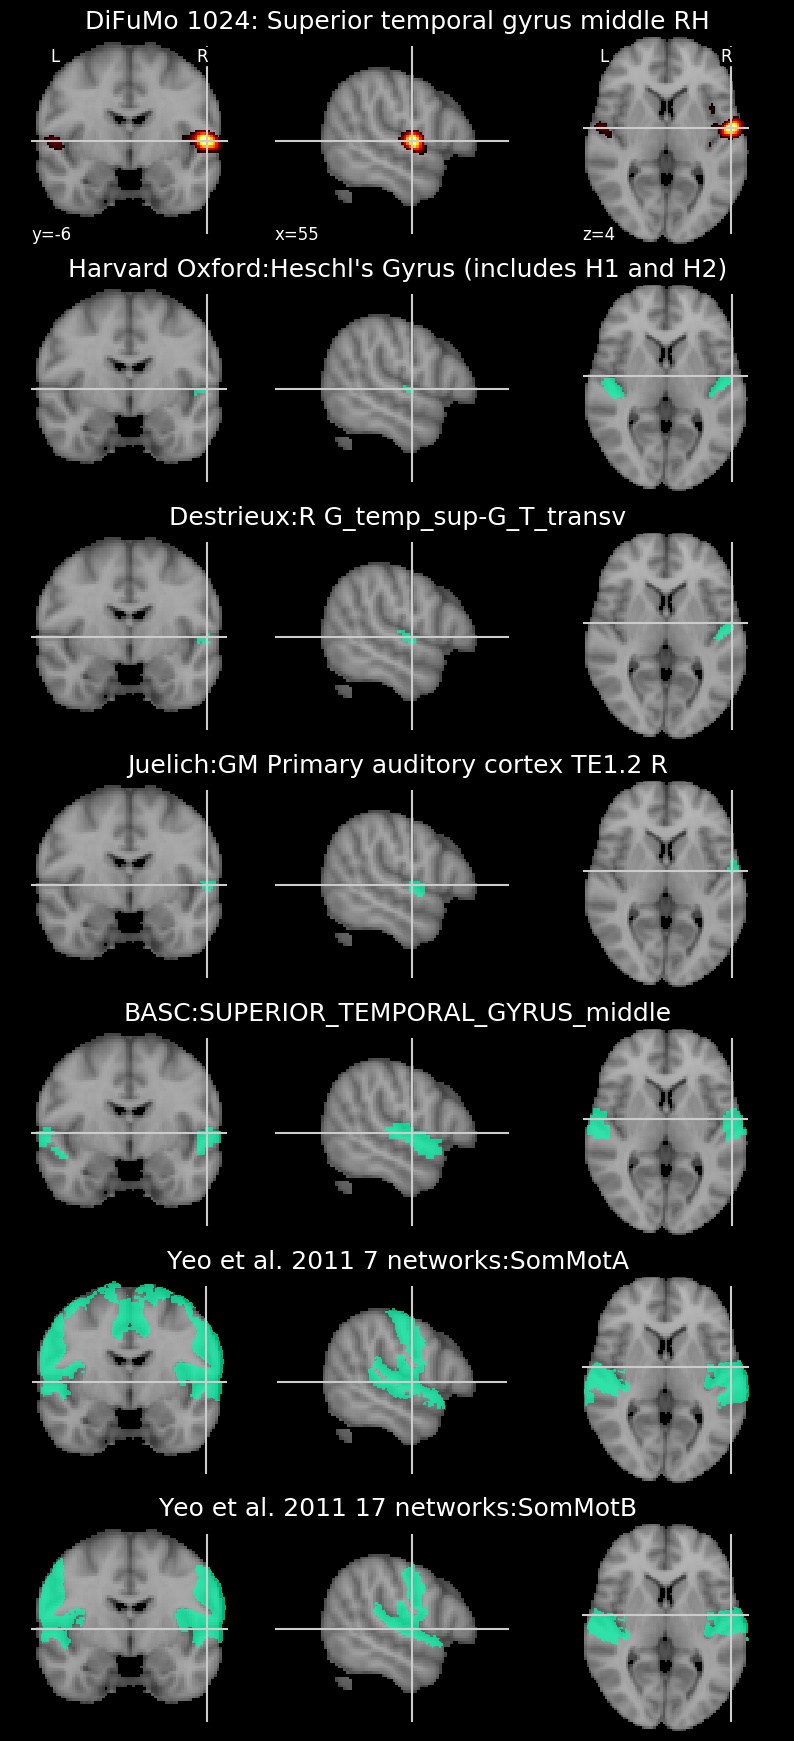 DiFuMo 1024: Superior temporal gyrus middle RH
L R L R
y=-6 x=55 z=4
Harvard Oxford:Heschl's Gyrus (includes H1 and H2)
Destrieux:R G_temp_sup-G_T_transv
Juelich:GM Primary auditory cortex TE1.2 R
BASC:SUPERIOR_TEMPORAL_GYRUS_middle
Yeo et al. 2011 7 networks:SomMotA
Yeo et al. 2011 17 networks:SomMotB